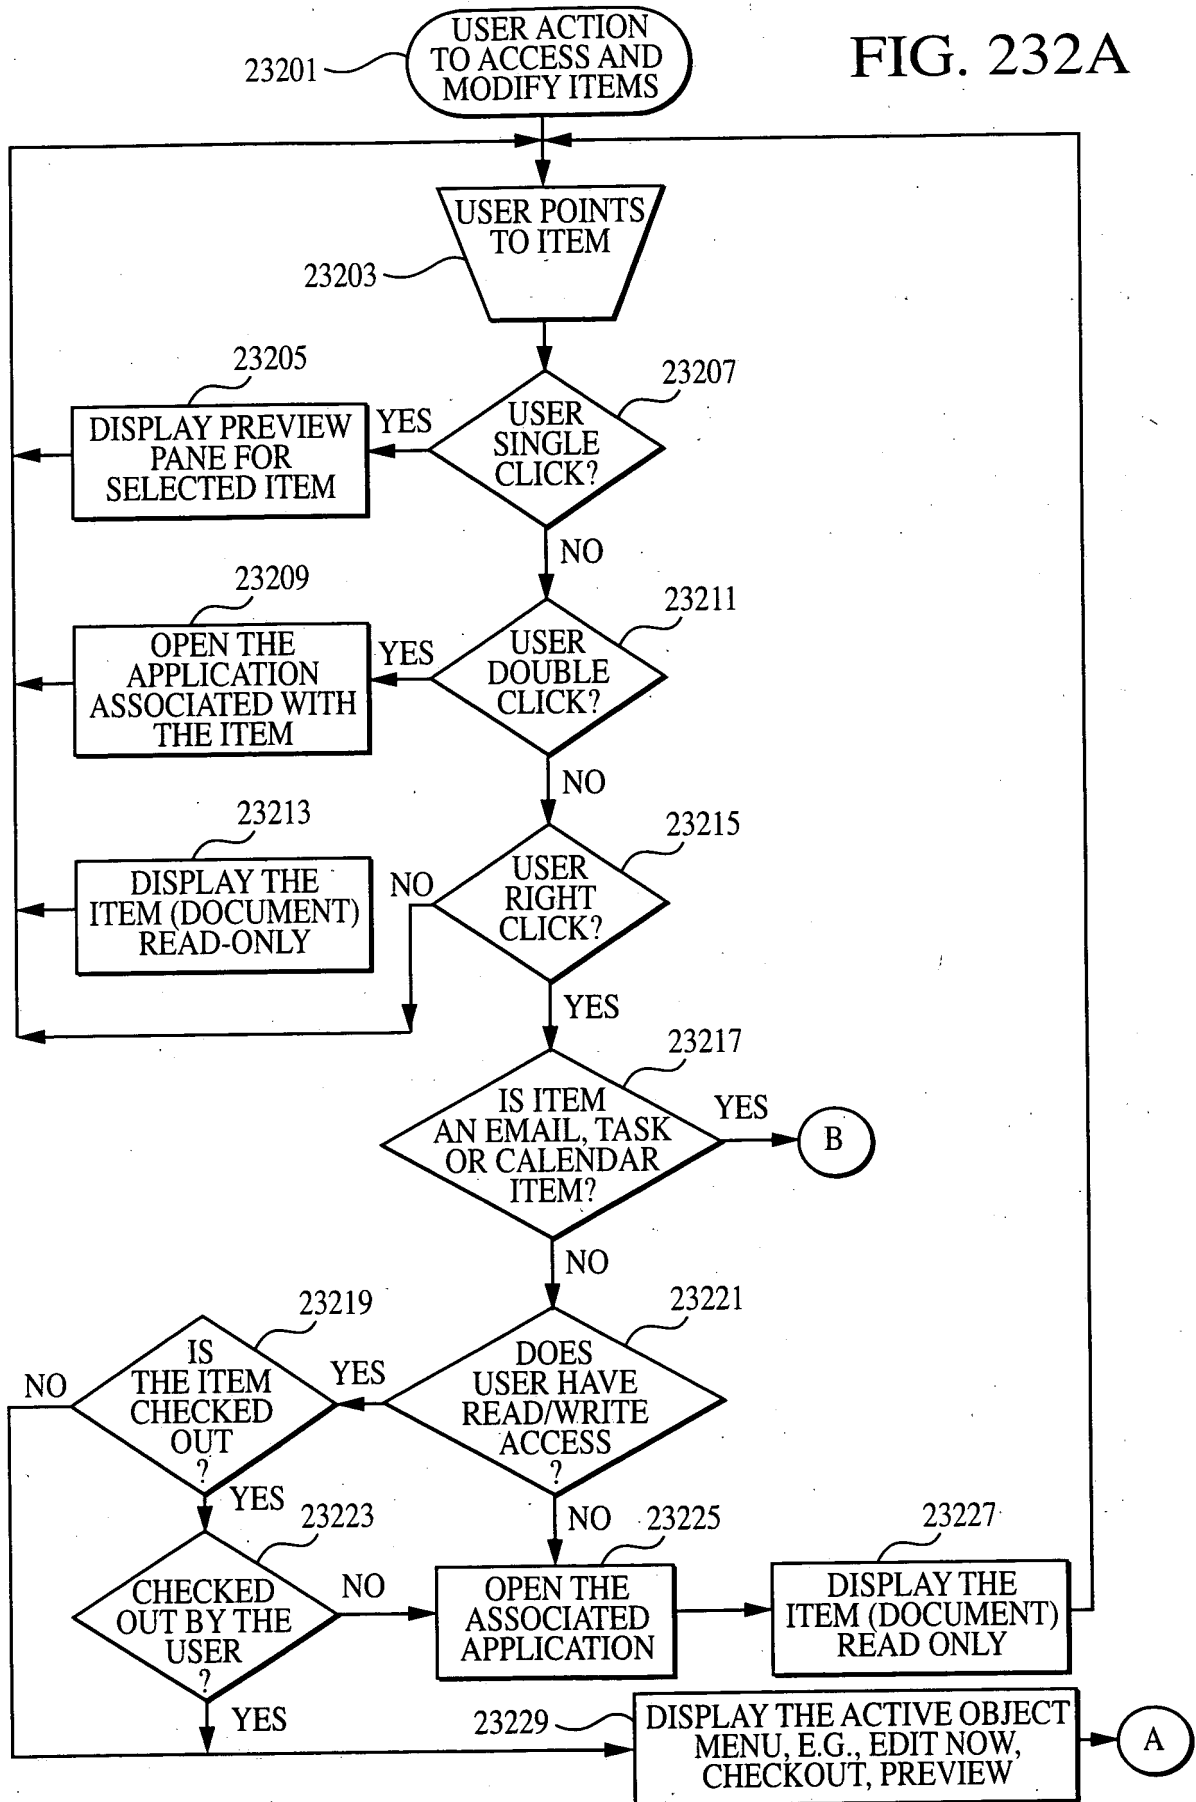 USER ACTION
TO ACCESS AND
MODIFY ITEMS
23201
FIG. 232A
USER POINTS
TO ITEM
23203
23205
DISPLAY PREVIEW
PANE FOR
SELECTED ITEM
YES
23207
USER
SINGLE
CLICK?
NO
23209
OPEN THE
APPLICATION
ASSOCIATED WITH
THE ITEM
YES
23211
USER
DOUBLE
CLICK?
NO
23213
DISPLAY THE
ITEM (DOCUMENT)
READ-ONLY
NO
23215
USER
RIGHT
CLICK?
YES
23217
IS ITEM
AN EMAIL, TASK
OR CALENDAR
ITEM?
YES
B
NO
23219
IS
THE ITEM
CHECKED
OUT
?
NO
YES
23221
DOES
USER HAVE
READ/WRITE
ACCESS
?
YES
NO
23223
CHECKED
OUT BY THE
USER
?
NO
YES
23225
OPEN THE
ASSOCIATED
APPLICATION
23227
DISPLAY THE
ITEM (DOCUMENT)
READ ONLY
23229
DISPLAY THE ACTIVE OBJECT
MENU, E.G., EDIT NOW,
CHECKOUT, PREVIEW
A